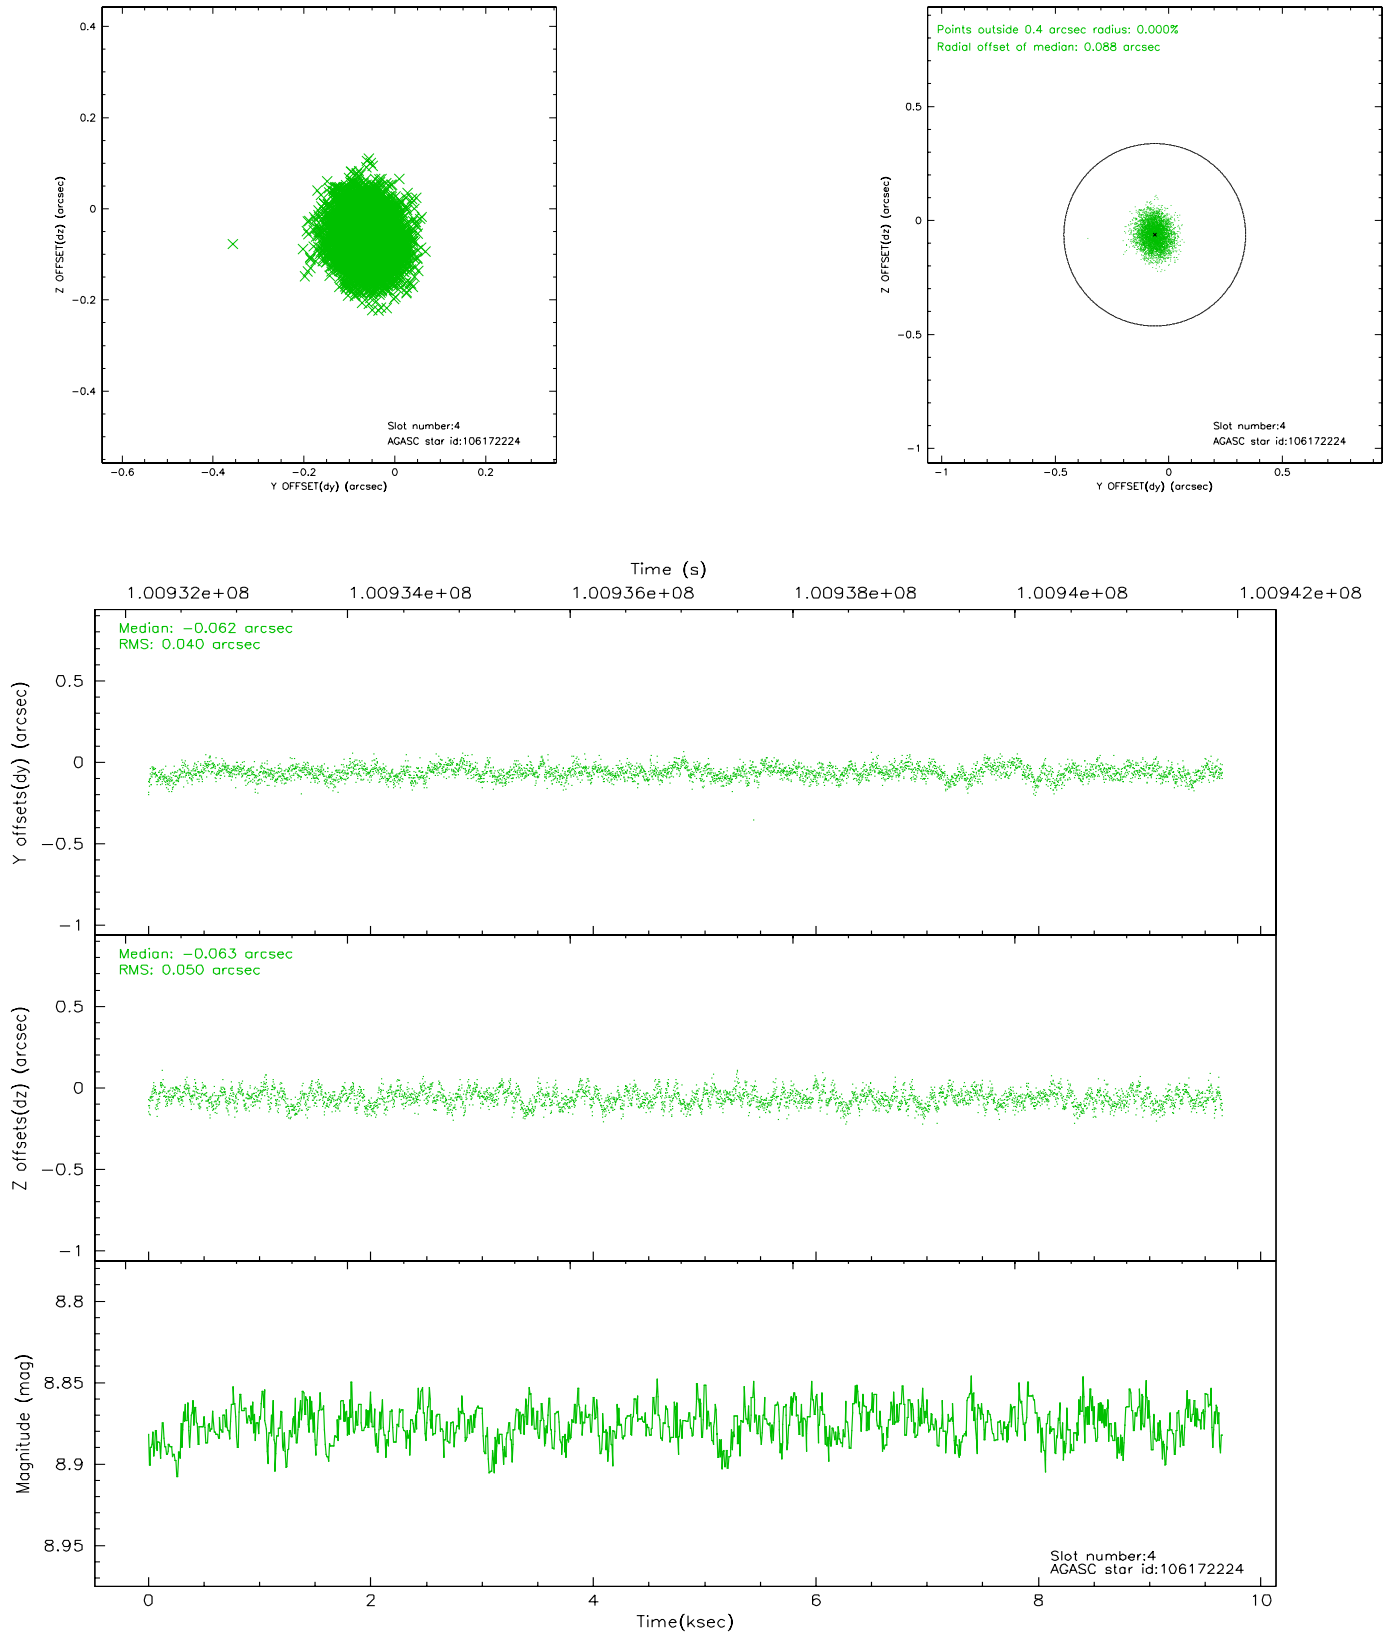 0.4
0.2
0
-0.2
-0.4
Z OFFSET(dz) (arcsec)
Slot number:4
AGASC star id:106172224
-0.6 -0.4 -0.2 0 0.2
Y OFFSET(dy) (arcsec)
Points outside 0.4 arcsec radius: 0.000%
Radial offset of median: 0.088 arcsec
0.5
0
-0.5
-1
Z OFFSET(dz) (arcsec)
Slot number:4
AGASC star id:106172224
-1 -0.5 0 0.5
Y OFFSET(dy) (arcsec)
Time (s)
1.00932e+08 1.00934e+08 1.00936e+08 1.00938e+08 1.0094e+08 1.00942e+08
Median: -0.062 arcsec
RMS: 0.040 arcsec
0.5
0
-0.5
-1
Y offsets(dy) (arcsec)
Median: -0.063 arcsec
RMS: 0.050 arcsec
0.5
0
-0.5
-1
Z offsets(dz) (arcsec)
8.8
8.85
8.9
8.95
Magnitude (mag)
Slot number:4
AGASC star id:106172224
0 2 4 6 8 10
Time(ksec)